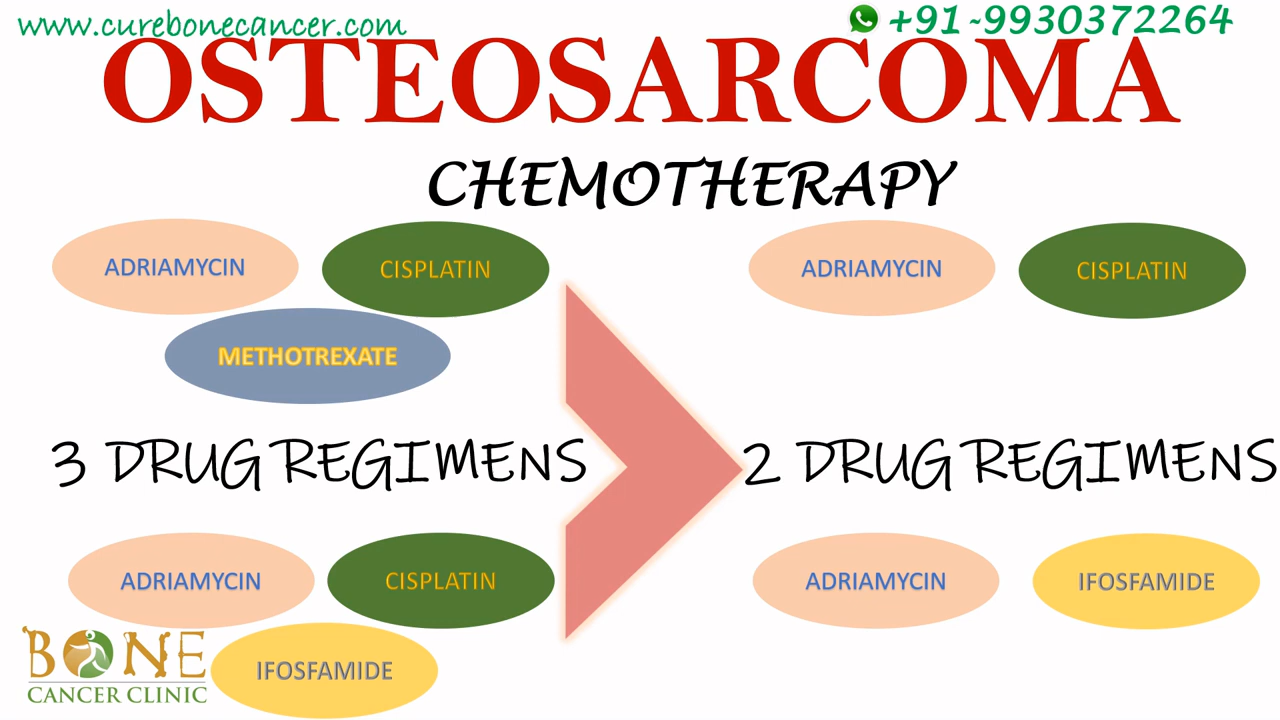 www.curebonecancer.com
+91-9930372264
OSTEOSARCOMA
CHEMOTHERAPY
ADRIAMYCIN
CISPLATIN
METHOTREXATE
ADRIAMYCIN
CISPLATIN
3 DRUG REGIMENS
2 DRUG REGIMENS
ADRIAMYCIN
CISPLATIN
IFOSFAMIDE
ADRIAMYCIN
IFOSFAMIDE
BONE
CANCER CLINIC